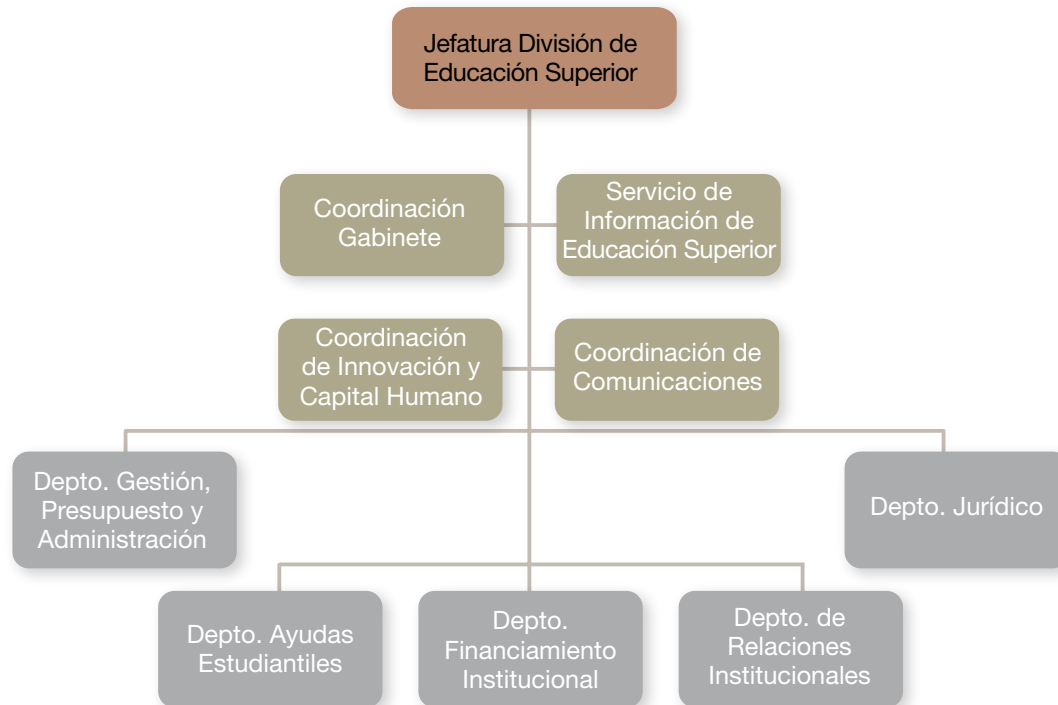 Jefatura División de
Educación Superior
Coordinación
Gabinete
Servicio de
Información de
Educación Superior
Coordinación
de Innovación y
Capital Humano
Coordinación de
Comunicaciones
Depto. Gestión,
Presupuesto y
Administración
Depto. Jurídico
Depto. Ayudas
Estudiantiles
Depto.
Financiamiento
Institucional
Depto. de
Relaciones
Institucionales